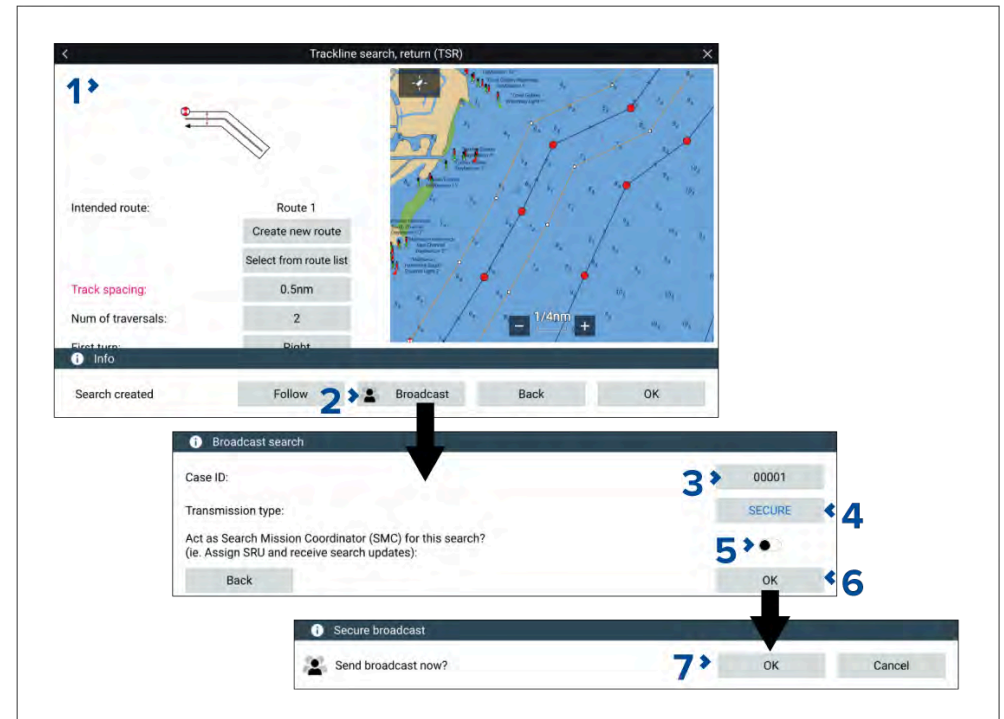 Trackline search, return (TSR)
1
Intended route: Route 1
Create new route
Select from route list
Track spacing: 0.5nm
Num of traversals: 2
First turn: Right
1/4nm
Info
Search created Follow 2 Broadcast Back OK
Broadcast search
Case ID: 3 00001
Transmission type: SECURE 4
Act as Search Mission Coordinator (SMC) for this search?
(ie. Assign SRU and receive search updates): 5
Back OK 6
Secure broadcast
Send broadcast now? 7 OK Cancel